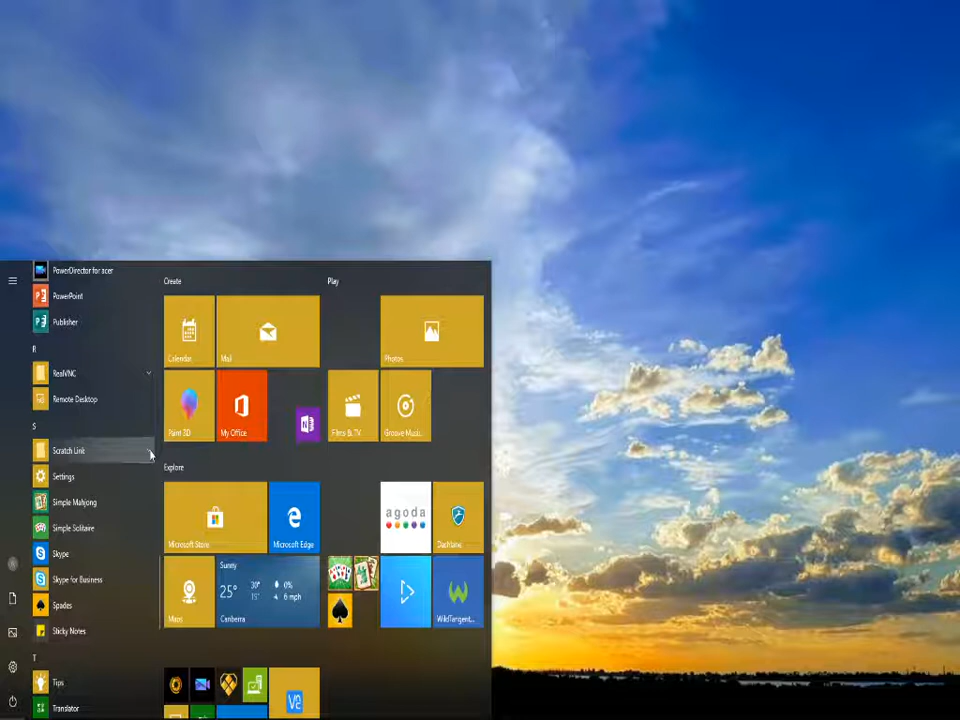 PowerDirector for acer
PowerPoint
Publisher
R
RealVNC
Remote Desktop
S
Scratch Link
Settings
Simple Mahjong
Simple Solitaire
Skype
Skype for Business
Spades
Sticky Notes
T
Tips
Translator
Create
Calendar
Mail
Paint 3D
My Office
Explore
Microsoft Store
Microsoft Edge
Maps
Sunny
25° 30° 0%
15° 6 mph
Canberra
Play
Photos
Films & TV
Groove Music
agoda
Dashlane
WildTangent...